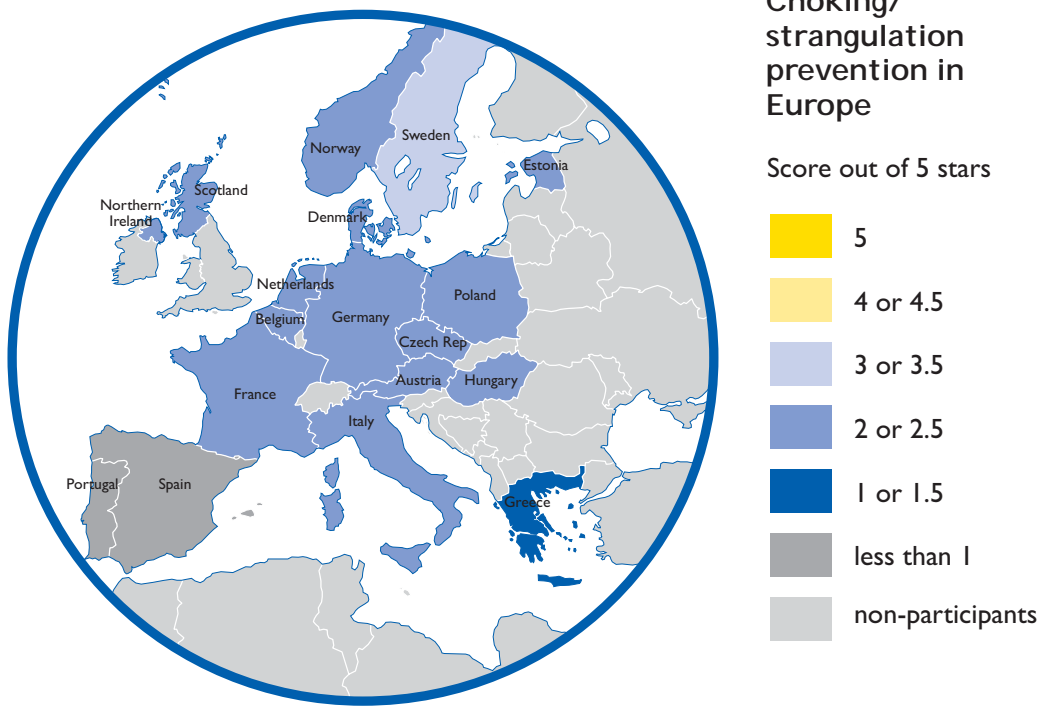 Choking/
strangulation
prevention in
Europe
Score out of 5 stars
5
4 or 4.5
3 or 3.5
2 or 2.5
1 or 1.5
less than 1
non-participants
Sweden
Norway
Estonia
Scotland
Northern
Ireland
Denmark
Netherlands
Poland
Belgium
Germany
Czech Rep
Austria
Hungary
France
Italy
Portugal
Spain
Greece